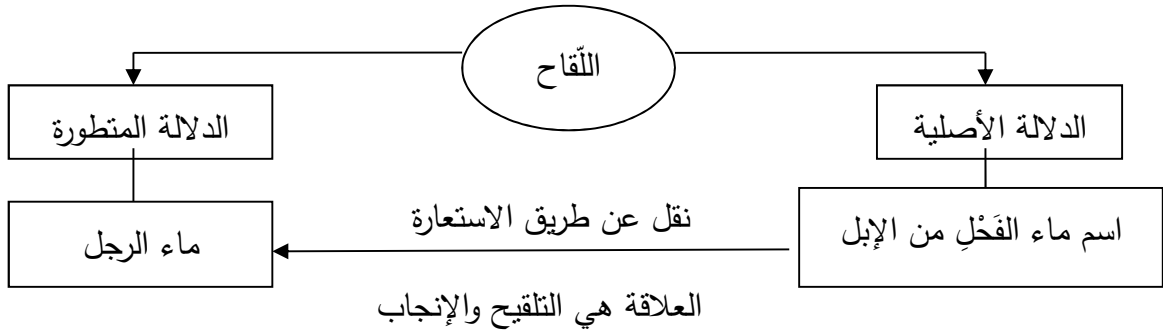 اللّقاح
الدلالة الأصلية
الدلالة المتطورة
اسم ماء الفَحْلِ من الإبل
نقل عن طريق الاستعارة
العلاقة هي التلقيح والإنجاب
ماء الرجل